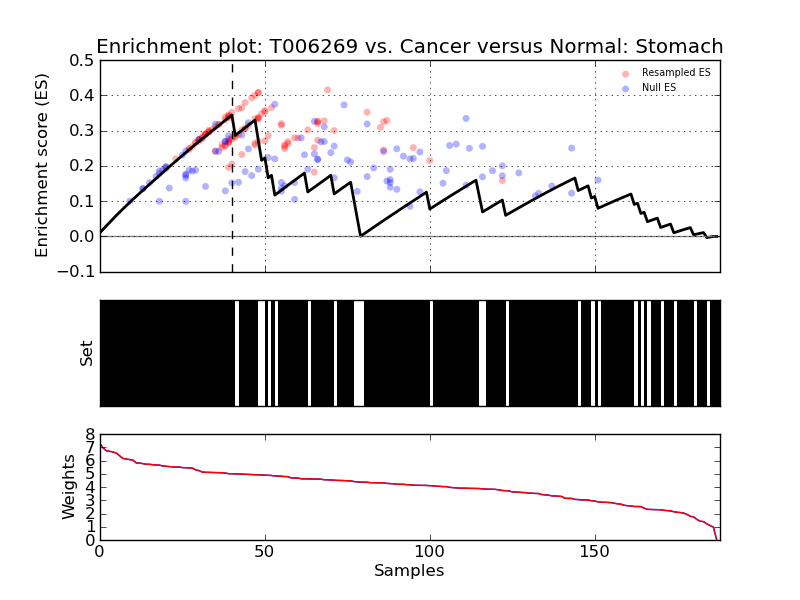 Enrichment plot: T006269 vs. Cancer versus Normal: Stomach
Enrichment score (ES)
0.5
0.4
0.3
0.2
0.1
0.0
−0.1
Resampled ES
Null ES
Set
Weights
8
7
6
5
4
3
2
1
0
0 50 100 150
Samples